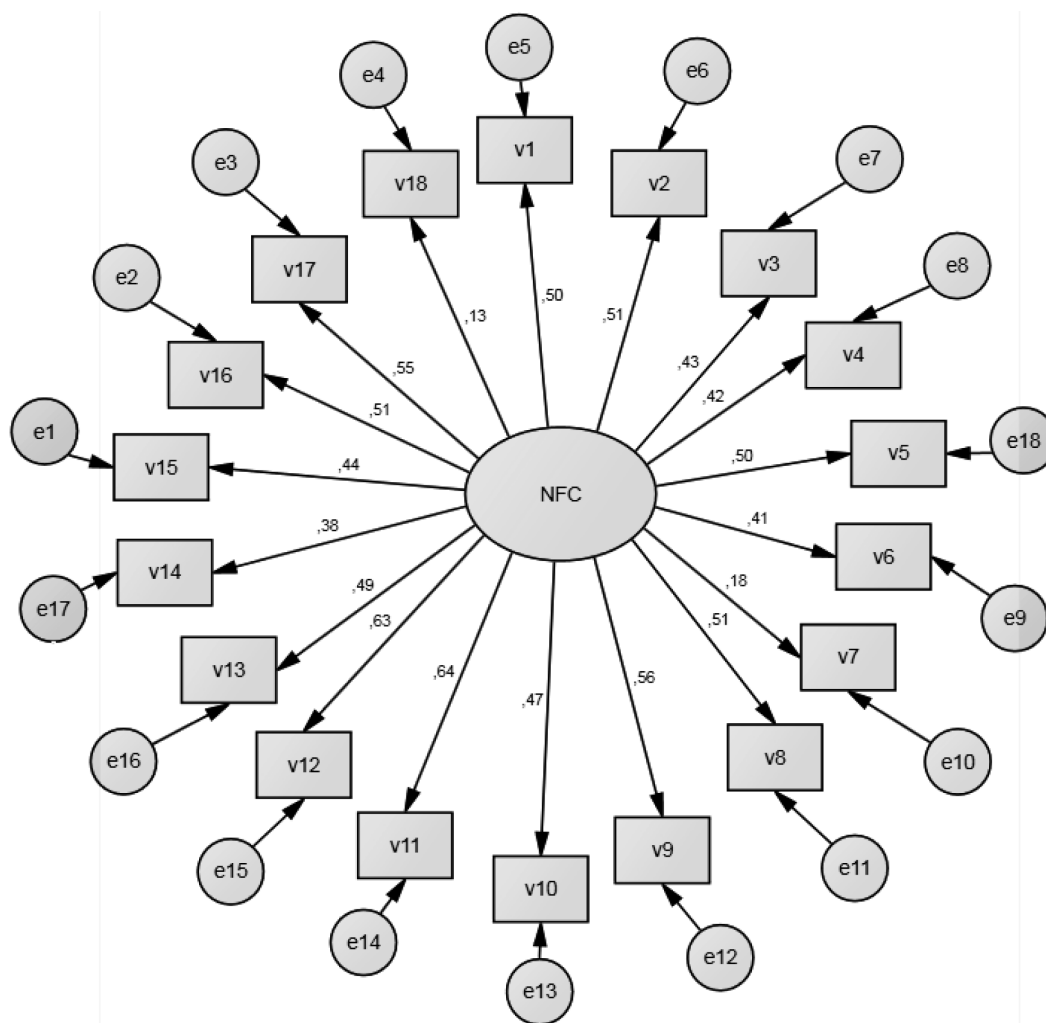 e5
e4
e6
v1
e3
v18
v2
e7
v17
v3
e8
e2
,50
,13
,51
v16
,55
,43
v4
,42
,51
e1
v15
,44
,50
v5
e18
NFC
,38
,41
v14
v6
e17
,49
,18
e9
,63
,51
v13
,64
,47
,56
v7
e16
v12
v8
e10
v11
v9
e15
v10
e11
e14
e12
e13